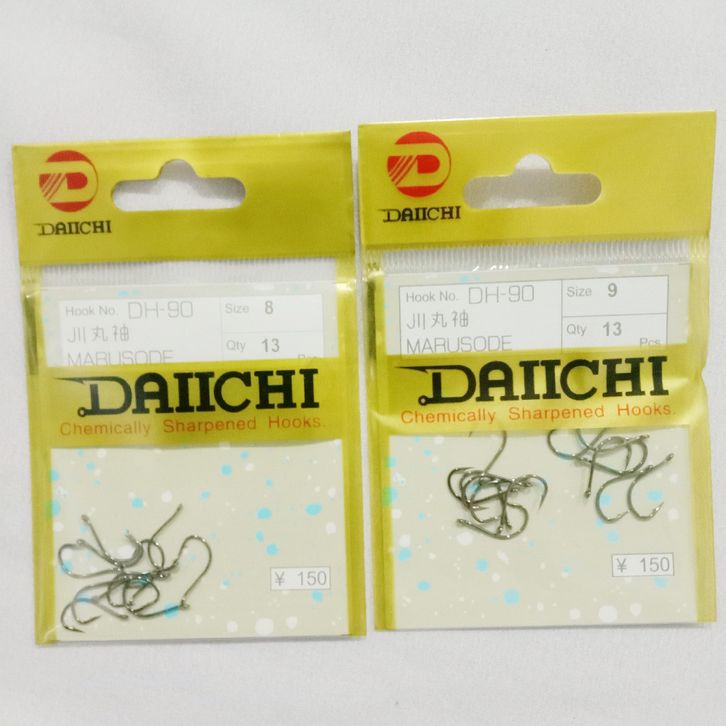 DAIICHI
Hook No. DH-90
Size 8
川丸袖
MARUSODE
Qty 13
DAIICHI
Chemically Sharpened Hooks.
¥ 150
DAIICHI
Hook No. DH-90
Size 9
川丸袖
MARUSODE
Qty 13 Pcs
DAIICHI
Chemically Sharpened Hooks.
¥ 150